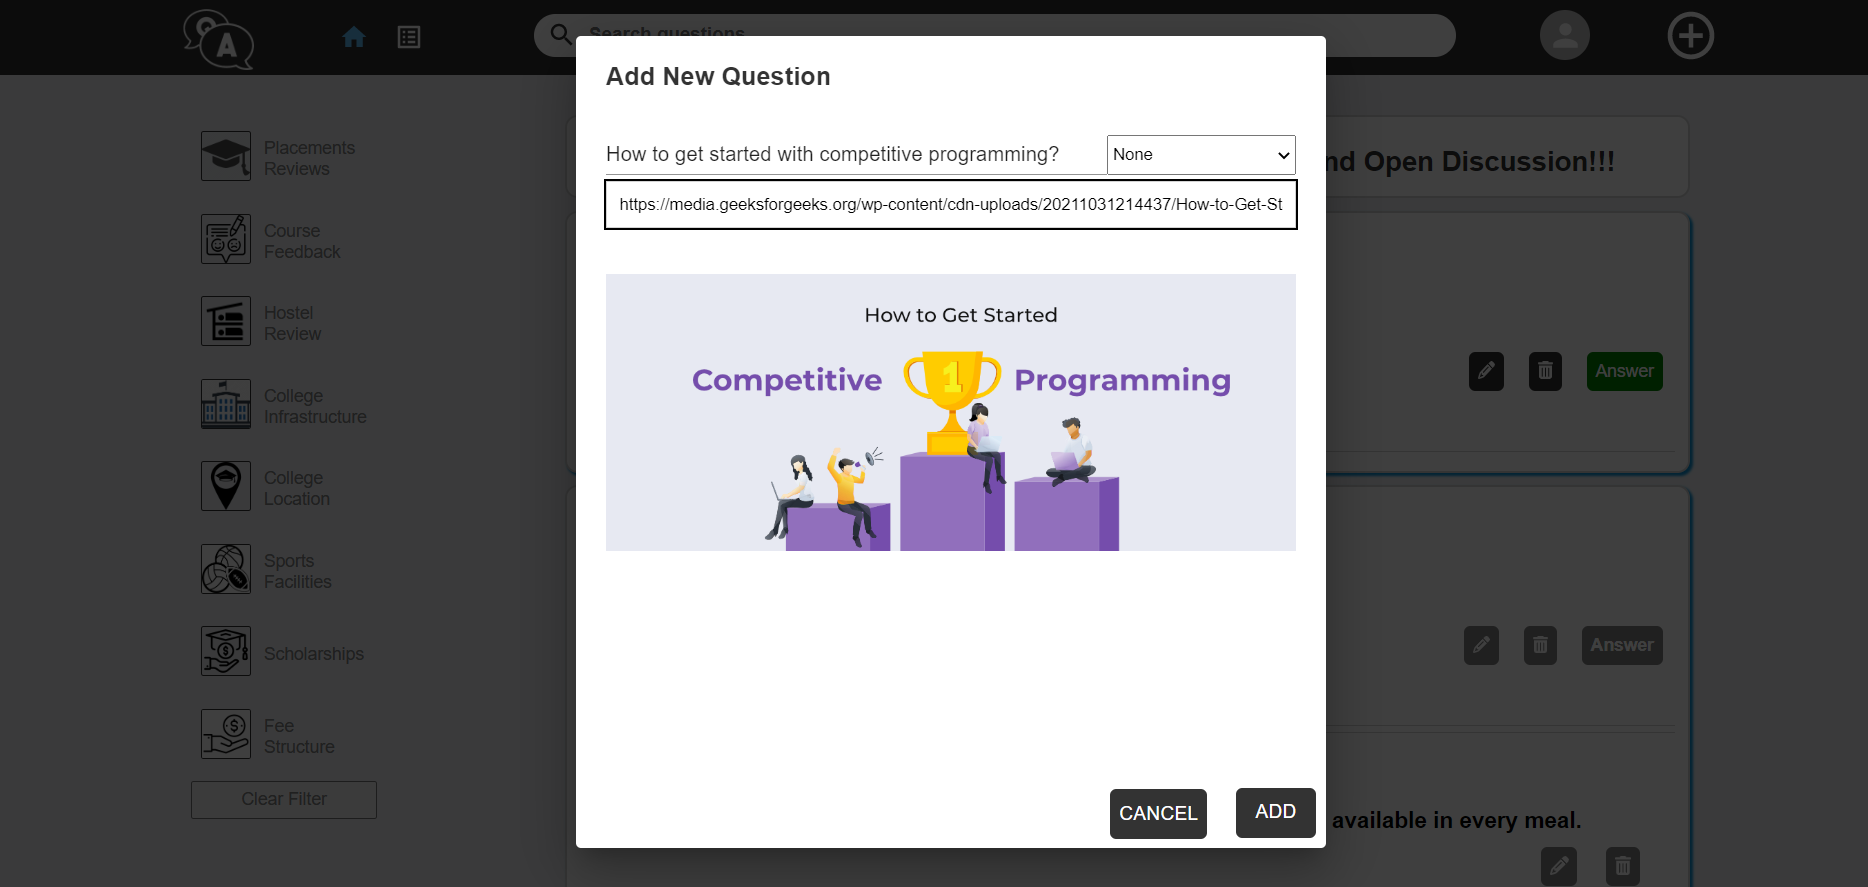 Q
A
Search questions
Add New Question
How to get started with competitive programming?
None
https://media.geeksforgeeks.org/wp-content/cdn-uploads/20211031214437/How-to-Get-St
How to Get Started
Competitive 1 Programming
CANCEL
ADD
Placements
Reviews
Course
Feedback
Hostel
Review
College
Infrastructure
College
Location
Sports
Facilities
Scholarships
Fee
Structure
Clear Filter
nd Open Discussion!!!
Answer
Answer
available in every meal.